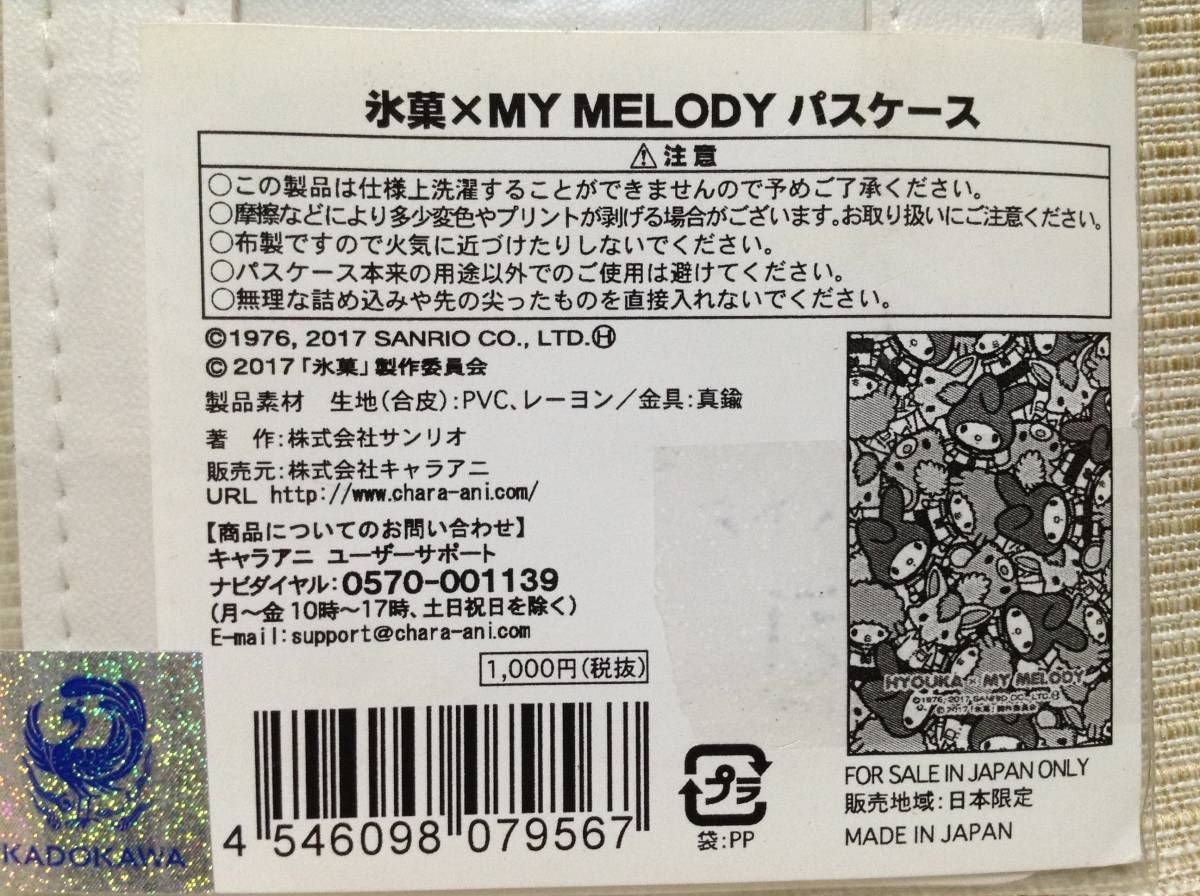 氷菓×MY MELODY パスケース
⚠注意
○この製品は仕様上洗濯することができませんので予めご了承ください。
○摩擦などにより多少変色やプリントが剥げる場合がございます。お取り扱いにご注意ください。
○布製ですので火気に近づけたりしないでください。
○パスケース本来の用途以外でのご使用は避けてください。
○無理な詰め込みや先の尖ったものを直接入れないでください。
©1976, 2017 SANRIO CO., LTD.Ⓗ
©2017「氷菓」製作委員会
製品素材 生地(合皮):PVC、レーヨン/金具:真鍮
著 作:株式会社サンリオ
販売元:株式会社キャラアニ
URL http://www.chara-ani.com/
【商品についてのお問い合わせ】
キャラアニ ユーザーサポート
ナビダイヤル:0570-001139
(月〜金 10時〜17時、土日祝日を除く)
E-mail:support@chara-ani.com
1,000円(税抜)
4 546098 079567
KADOKAWA
プラ
袋:PP
HYOUKA × MY MELODY
©1976, 2017 SANRIO CO., LTD.Ⓗ
©2017「氷菓」製作委員会
FOR SALE IN JAPAN ONLY
販売地域:日本限定
MADE IN JAPAN